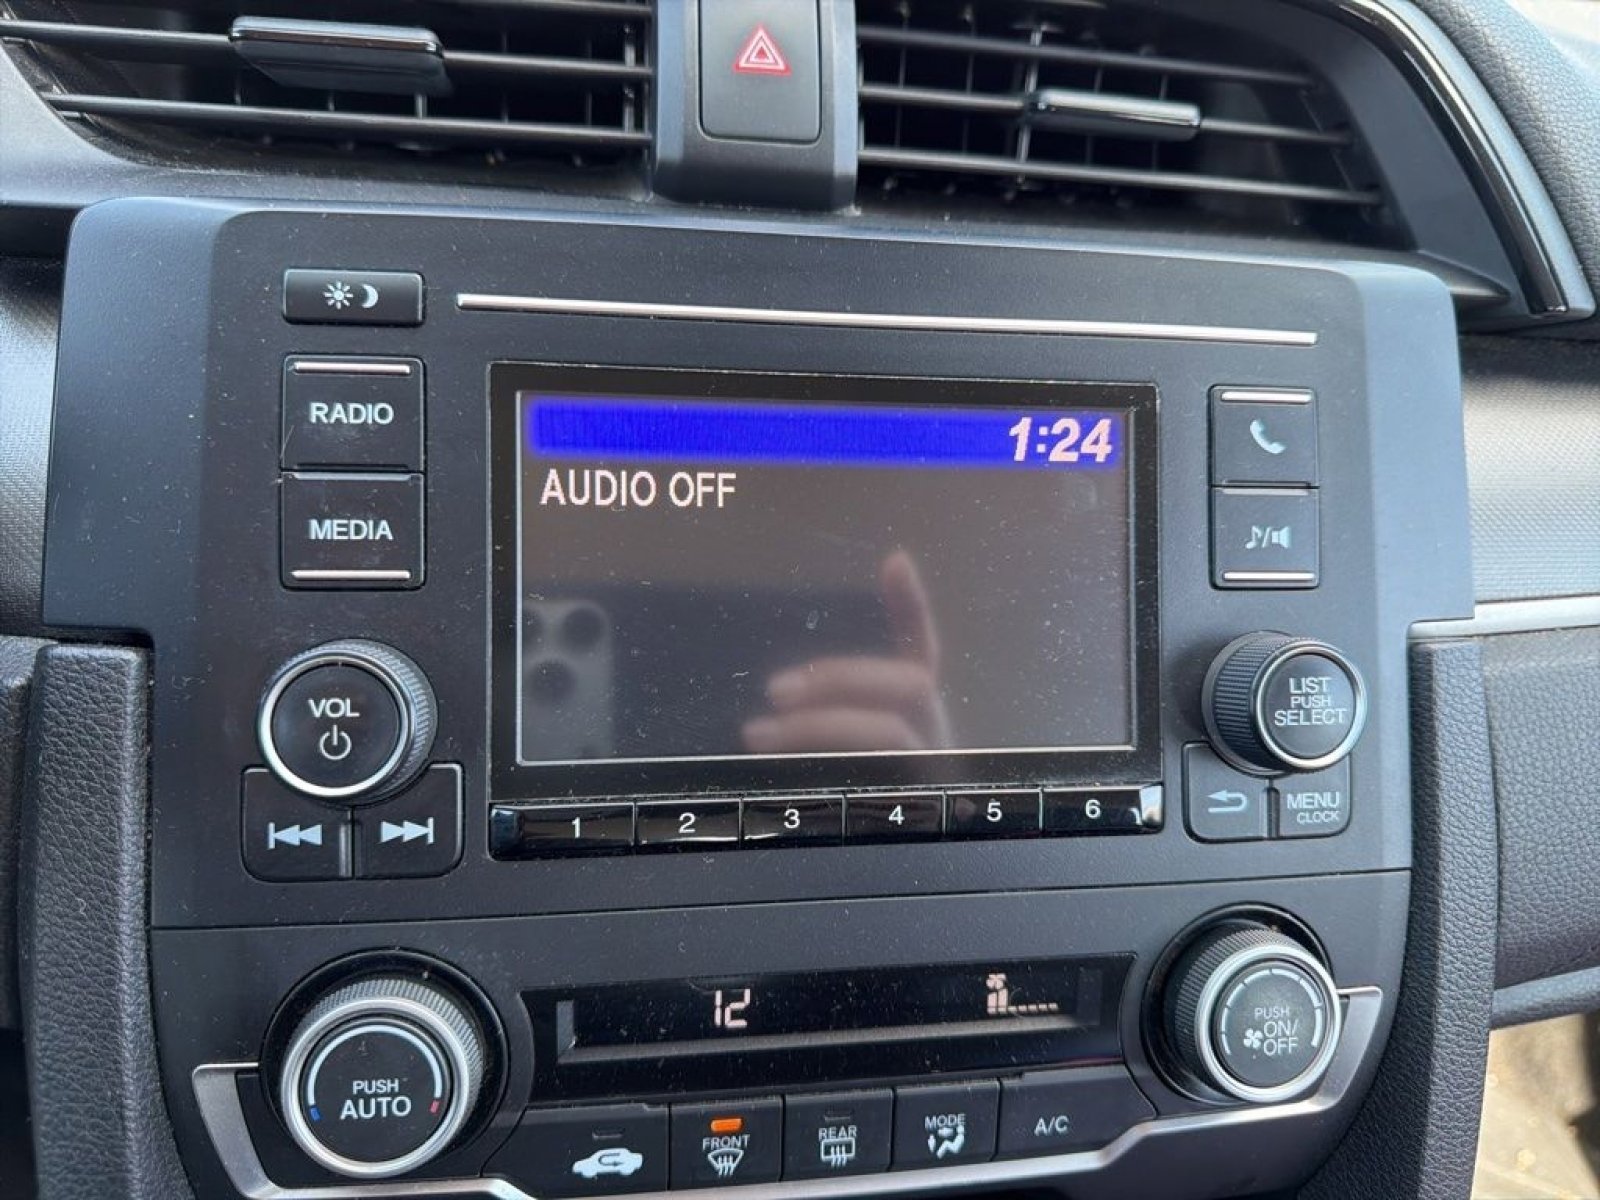 RADIO
MEDIA
1:24
AUDIO OFF
VOL
LIST
PUSH
SELECT
1 2 3 4 5 6
MENU
CLOCK
12
PUSH
AUTO
PUSH
ON/
OFF
FRONT
REAR
MODE
A/C